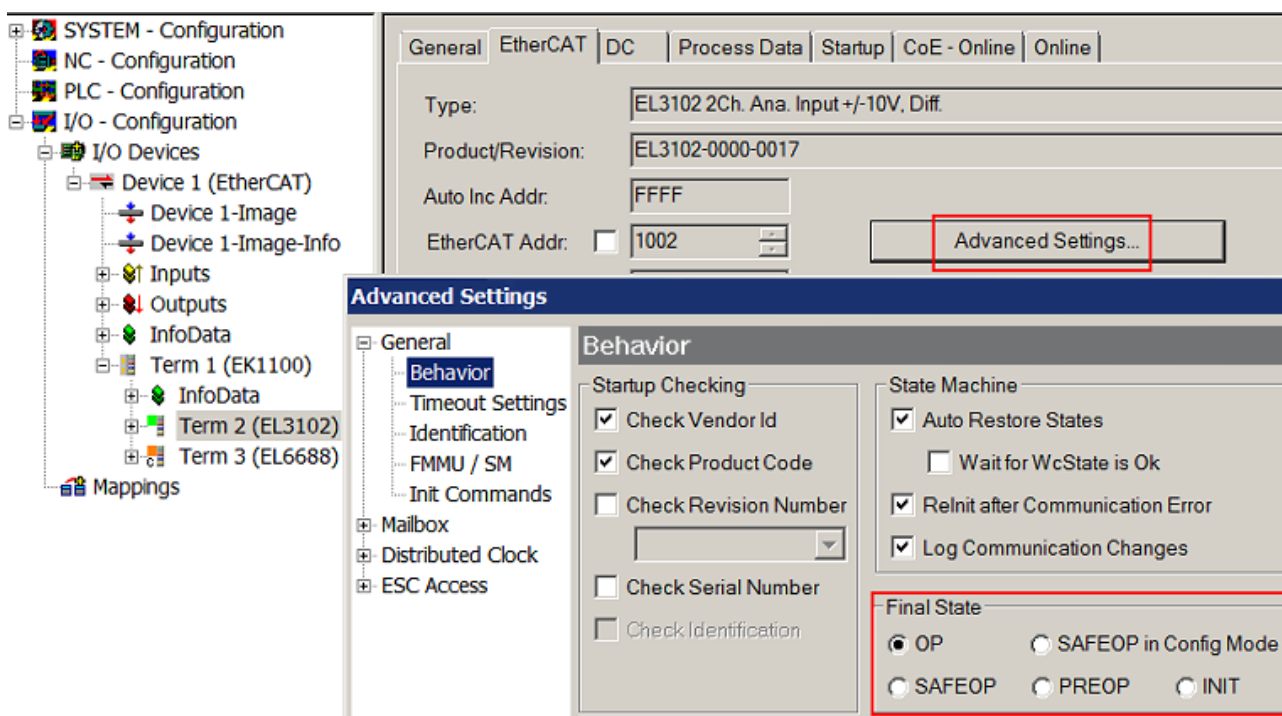 SYSTEM - Configuration
NC - Configuration
PLC - Configuration
I/O - Configuration
I/O Devices
Device 1 (EtherCAT)
Device 1-Image
Device 1-Image-Info
Inputs
Outputs
InfoData
Term 1 (EK1100)
InfoData
Term 2 (EL3102)
Term 3 (EL6688)
Mappings
General EtherCAT DC Process Data Startup CoE - Online Online
Type: EL3102 2Ch. Ana. Input +/-10V, Diff.
Product/Revision: EL3102-0000-0017
Auto Inc Addr: FFFF
EtherCAT Addr: 1002 Advanced Settings...
Advanced Settings
General
Behavior
Timeout Settings
Identification
FMMU / SM
Init Commands
Mailbox
Distributed Clock
ESC Access
Behavior
Startup Checking
Check Vendor Id
Check Product Code
Check Revision Number
Check Serial Number
Check Identification
State Machine
Auto Restore States
Wait for WcState is Ok
ReInit after Communication Error
Log Communication Changes
Final State
OP SAFEOP in Config Mode
SAFEOP PREOP INIT